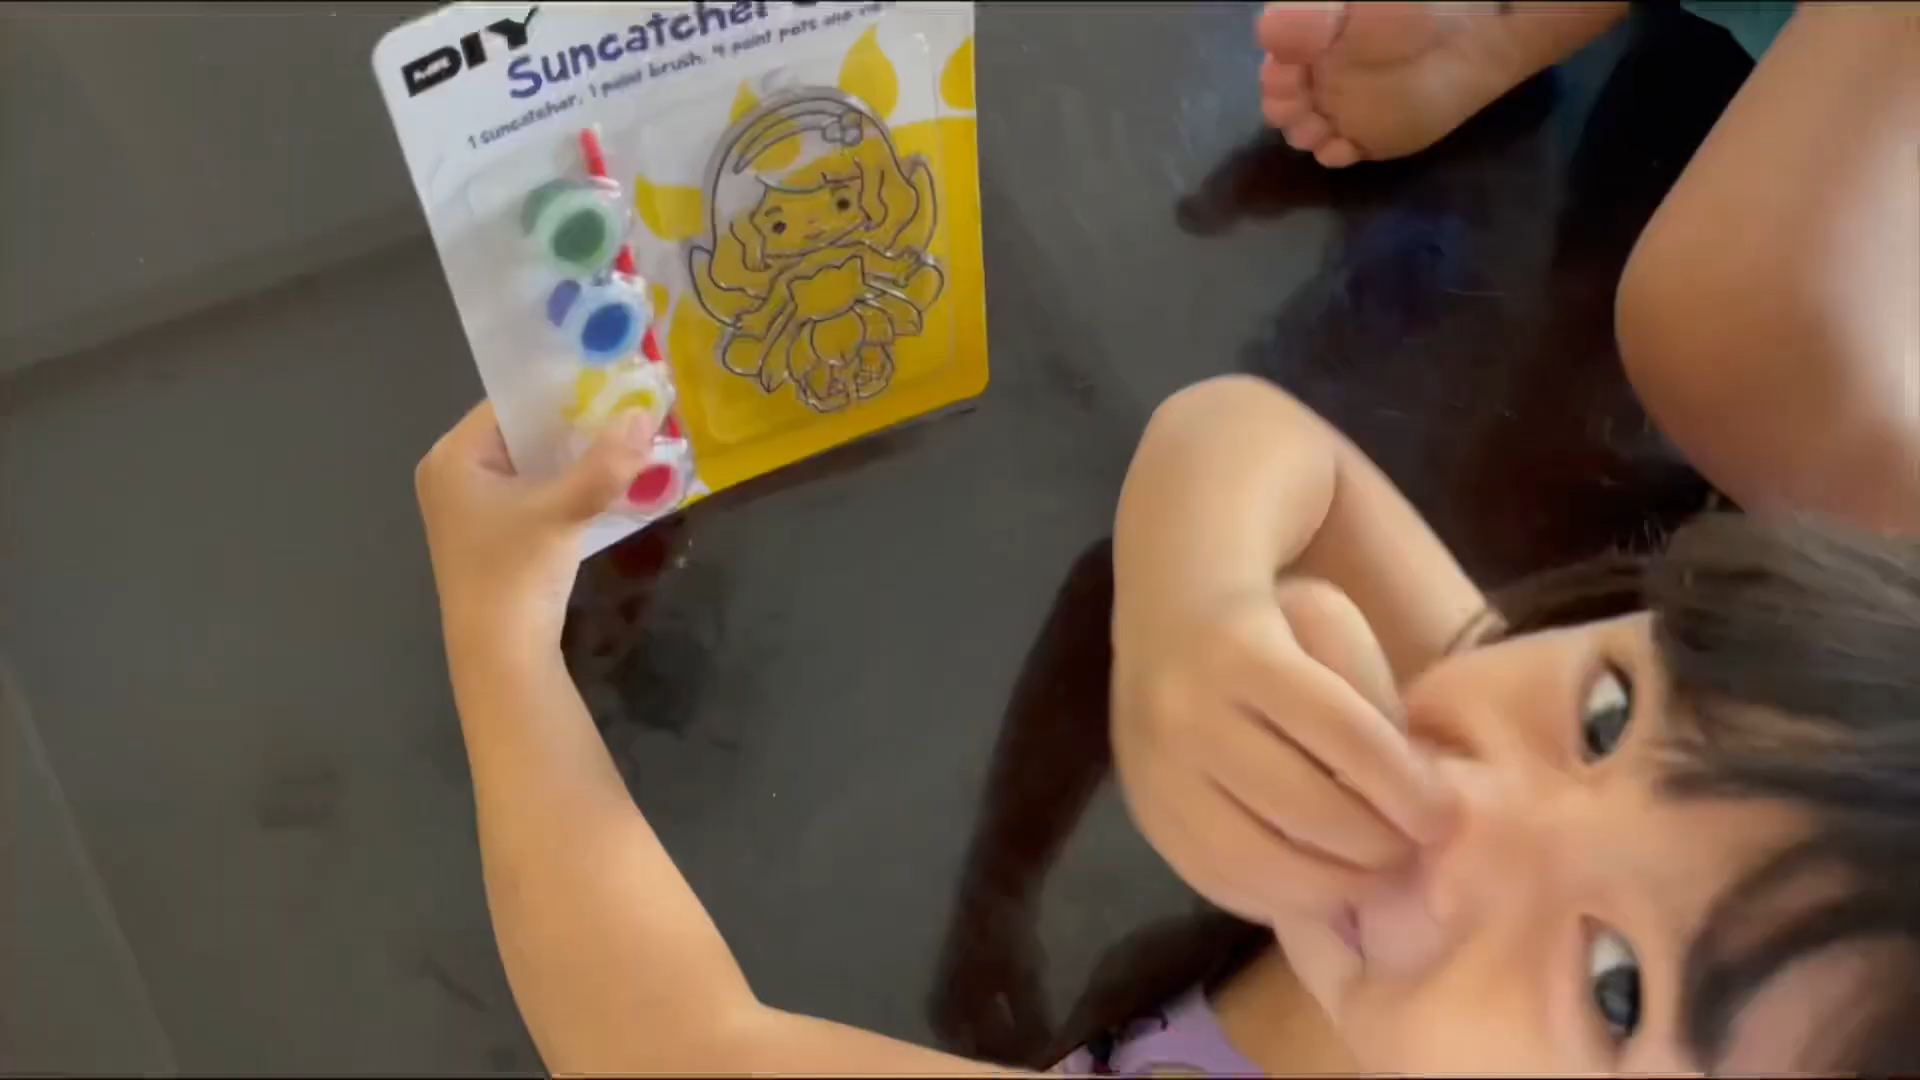 DIY
Suncatcher
1 suncatcher, 1 paint brush, 4 paint pots